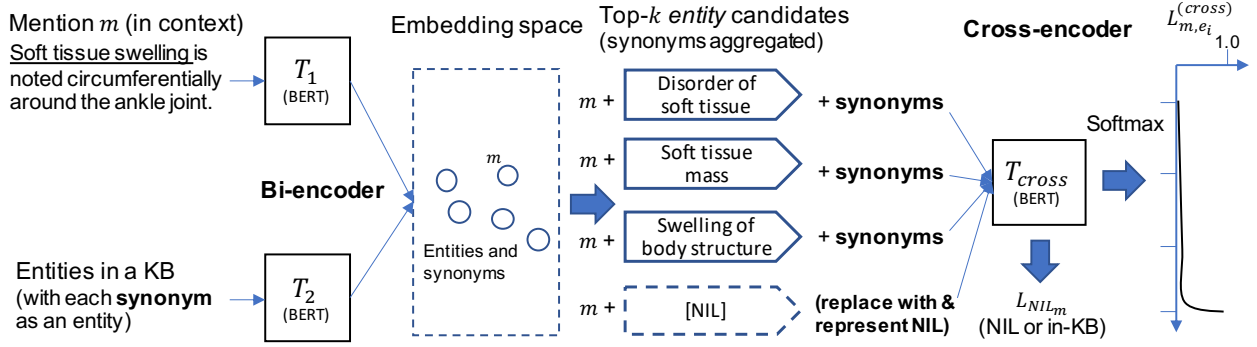 Mention m (in context)
Soft tissue swelling is
noted circumferentially
around the ankle joint.
T1
(BERT)
Bi-encoder
Entities in a KB
(with each synonym
as an entity)
T2
(BERT)
Embedding space
m
Entities and
synonyms
Top-k entity candidates
(synonyms aggregated)
m + Disorder of
soft tissue
+ synonyms
m + Soft tissue
mass
+ synonyms
m + Swelling of
body structure
+ synonyms
m + [NIL]
(replace with &
represent NIL)
Cross-encoder
Tcross
(BERT)
L_NIL_m
(NIL or in-KB)
Softmax
L_{m,e_i}^{(cross)}
1.0